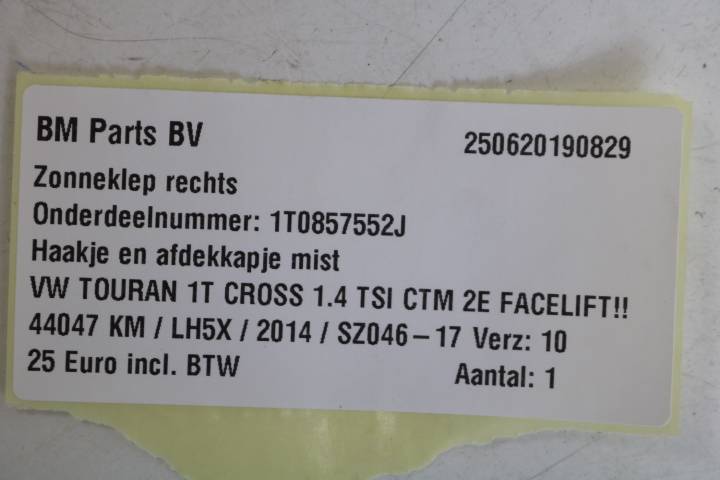 BM Parts BV 250620190829
Zonneklep rechts
Onderdeelnummer: 1T0857552J
Haakje en afdekkapje mist
VW TOURAN 1T CROSS 1.4 TSI CTM 2E FACELIFT!!
44047 KM / LH5X / 2014 / SZ046-17 Verz: 10
25 Euro incl. BTW Aantal: 1